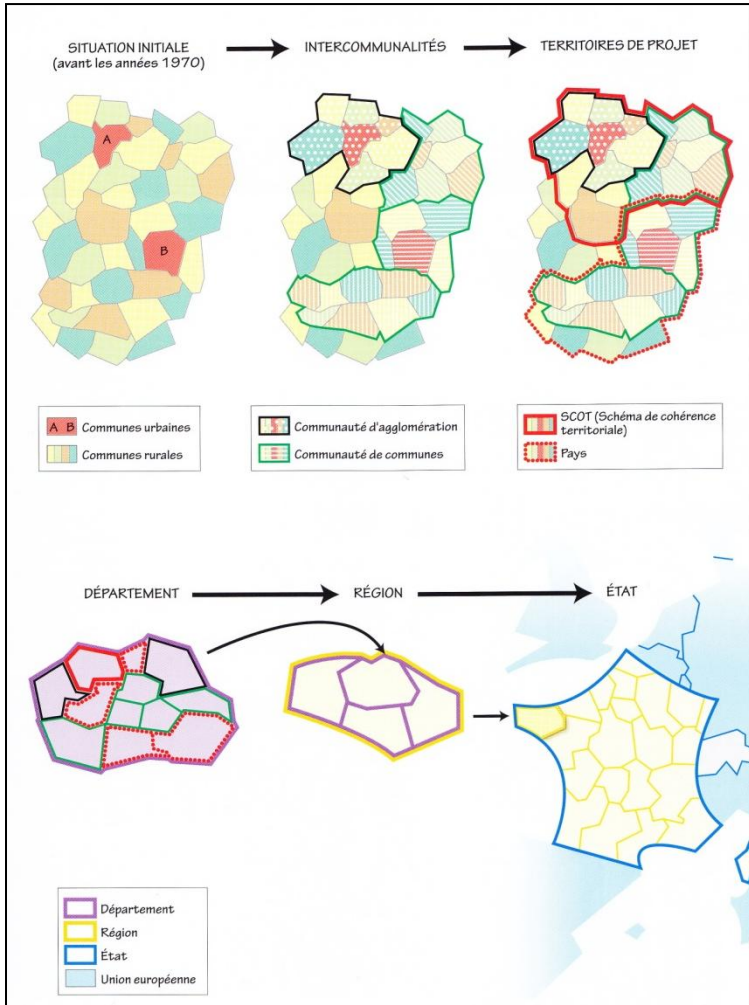 SITUATION INITIALE
(avant les années 1970)
INTERCOMMUNALITÉS
TERRITOIRES DE PROJET
A
B
A
A
B
Communes urbaines
Communes rurales
Communauté d'agglomération
Communauté de communes
SCOT (Schéma de cohérence
territoriale)
Pays
DÉPARTEMENT
RÉGION
ÉTAT
Département
Région
État
Union européenne